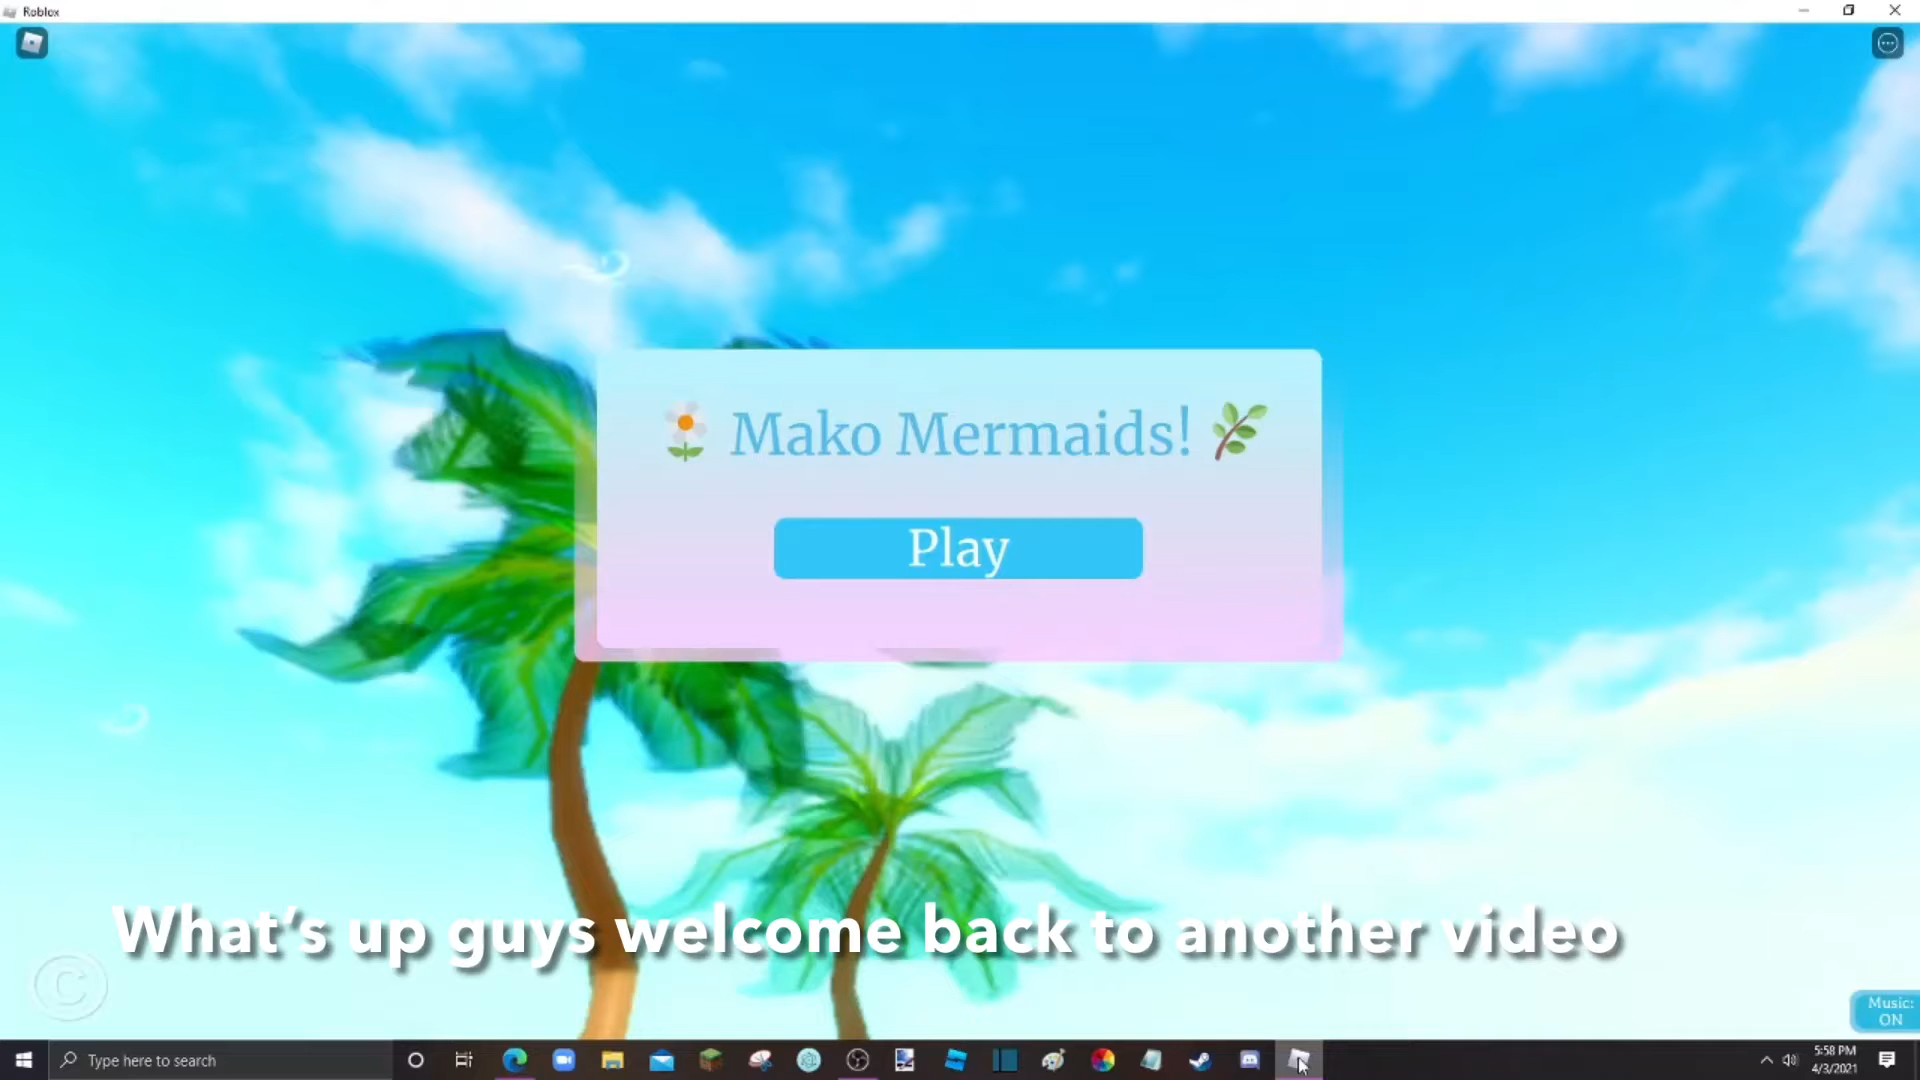 Roblox
Mako Mermaids!
Play
What's up guys welcome back to another video
C
Music:
ON
Type here to search
5:58 PM
4/3/2021